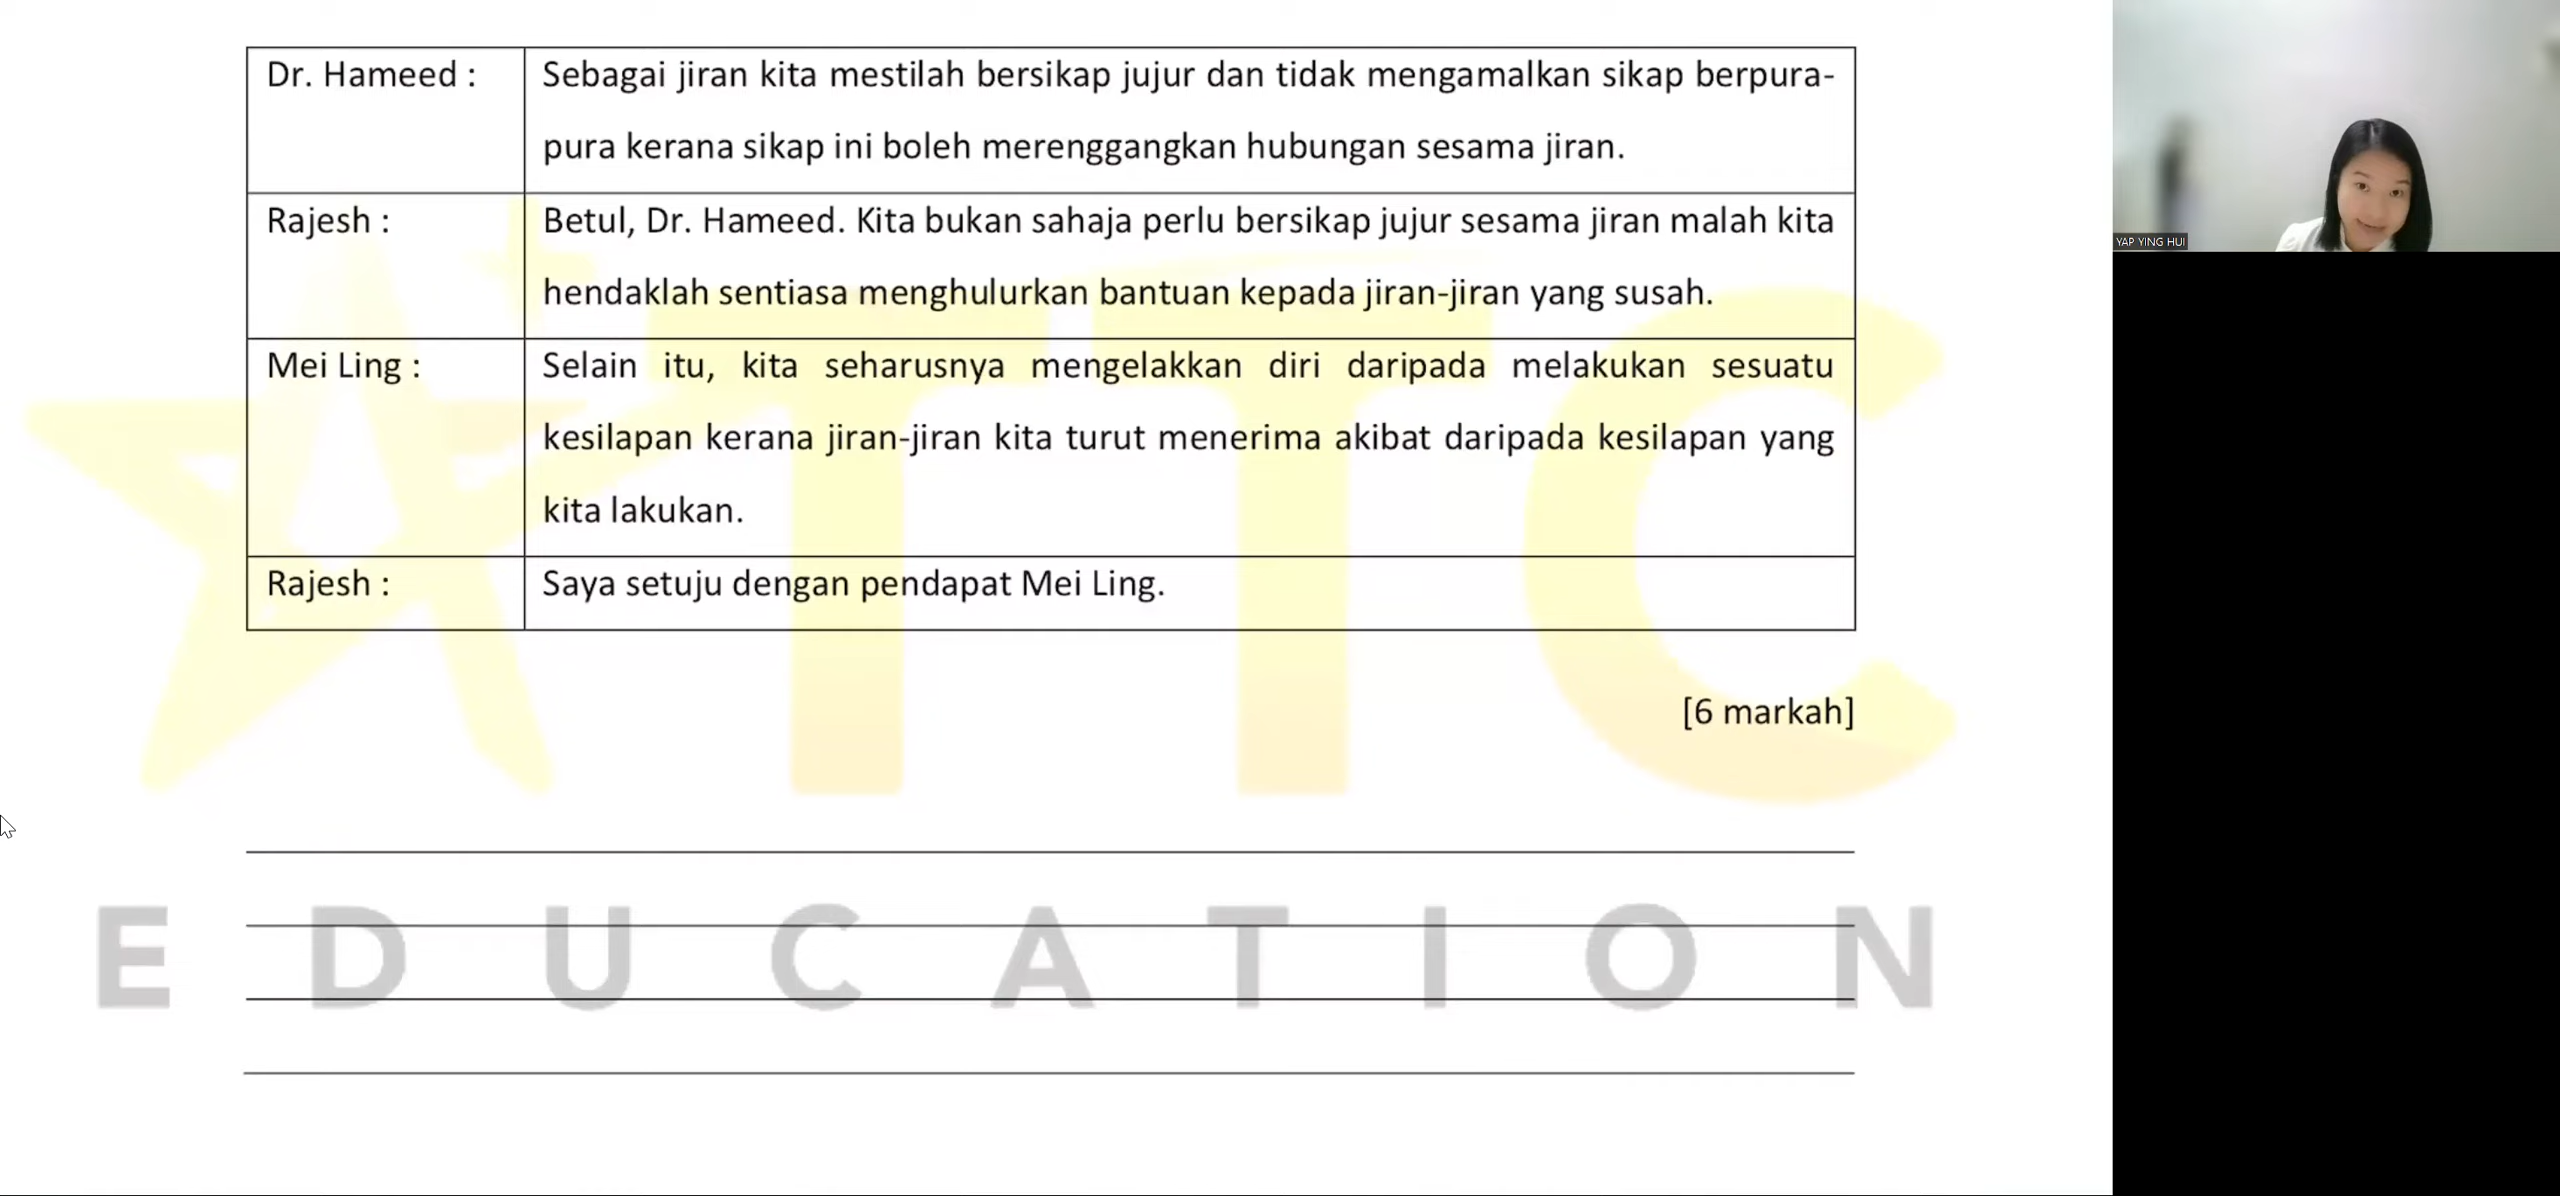 Dr. Hameed : Sebagai jiran kita mestilah bersikap jujur dan tidak mengamalkan sikap berpura-
pura kerana sikap ini boleh merenggangkan hubungan sesama jiran.
Rajesh : Betul, Dr. Hameed. Kita bukan sahaja perlu bersikap jujur sesama jiran malah kita
hendaklah sentiasa menghulurkan bantuan kepada jiran-jiran yang susah.
Mei Ling : Selain itu, kita seharusnya mengelakkan diri daripada melakukan sesuatu
kesilapan kerana jiran-jiran kita turut menerima akibat daripada kesilapan yang
kita lakukan.
Rajesh : Saya setuju dengan pendapat Mei Ling.
[6 markah]
TTC
EDUCATION
YAP YING HUI